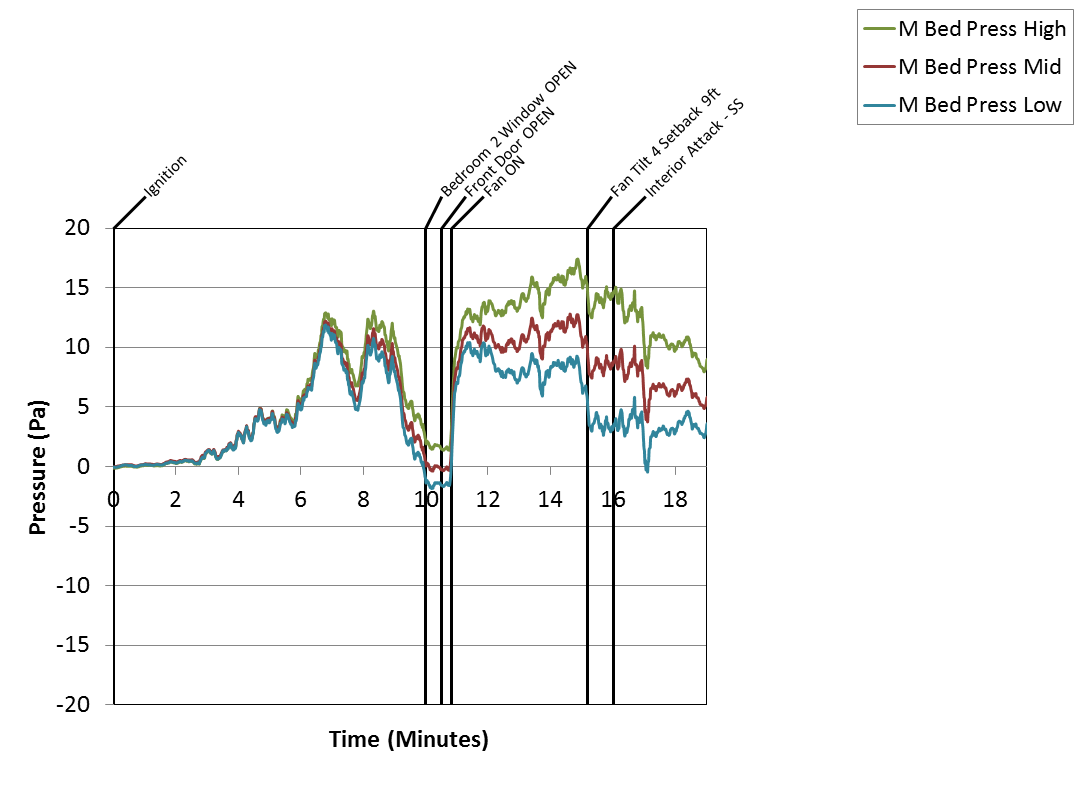 M Bed Press High
M Bed Press Mid
M Bed Press Low
Ignition
Bedroom 2 Window OPEN
Front Door OPEN
Fan ON
Fan Tilt 4 Setback 9ft
Interior Attack - SS
20
15
10
5
0
-5
-10
-15
-20
0 2 4 6 8 10 12 14 16 18
Pressure (Pa)
Time (Minutes)